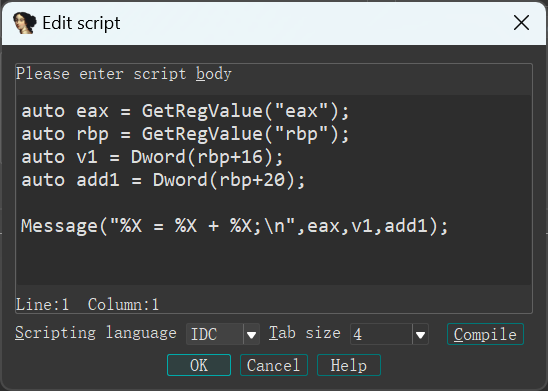 Edit script
Please enter script body
auto eax = GetRegValue("eax");
auto rbp = GetRegValue("rbp");
auto v1 = Dword(rbp+16);
auto add1 = Dword(rbp+20);
Message("%X = %X + %X;\n",eax,v1,add1);
Line:1  Column:1
Scripting language IDC Tab size 4 Compile
OK Cancel Help